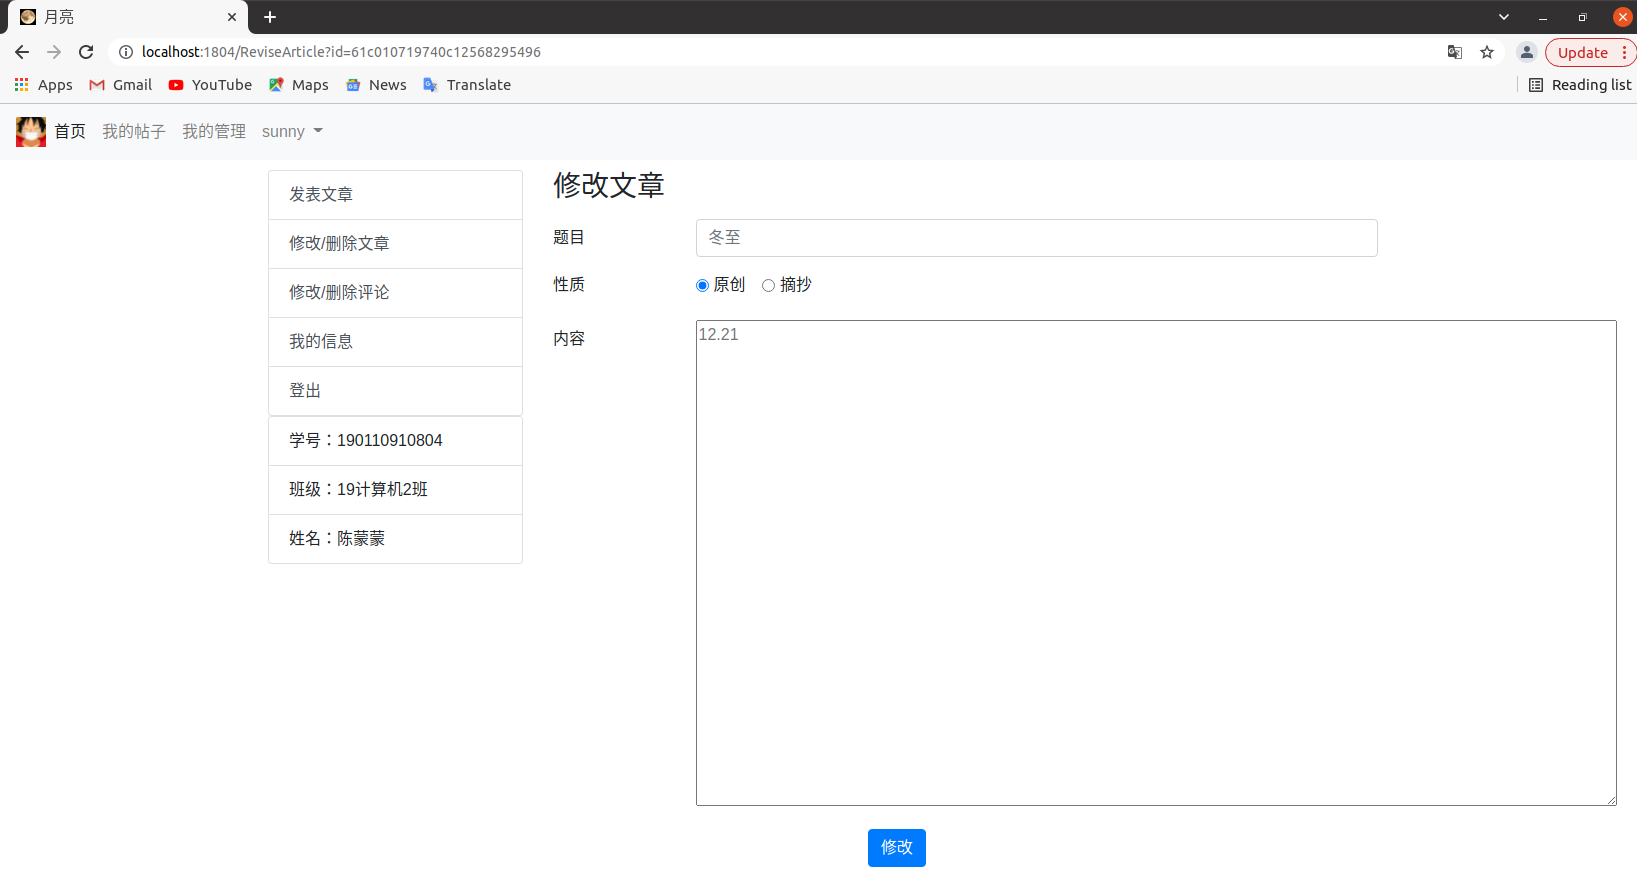 月亮
localhost:1804/ReviseArticle?id=61c010719740c12568295496
Update
Apps Gmail YouTube Maps News Translate Reading list
首页 我的帖子 我的管理 sunny
发表文章
修改/删除文章
修改/删除评论
我的信息
登出
学号：190110910804
班级：19计算机2班
姓名：陈蒙蒙
修改文章
题目 冬至
性质 原创 摘抄
内容 12.21
修改